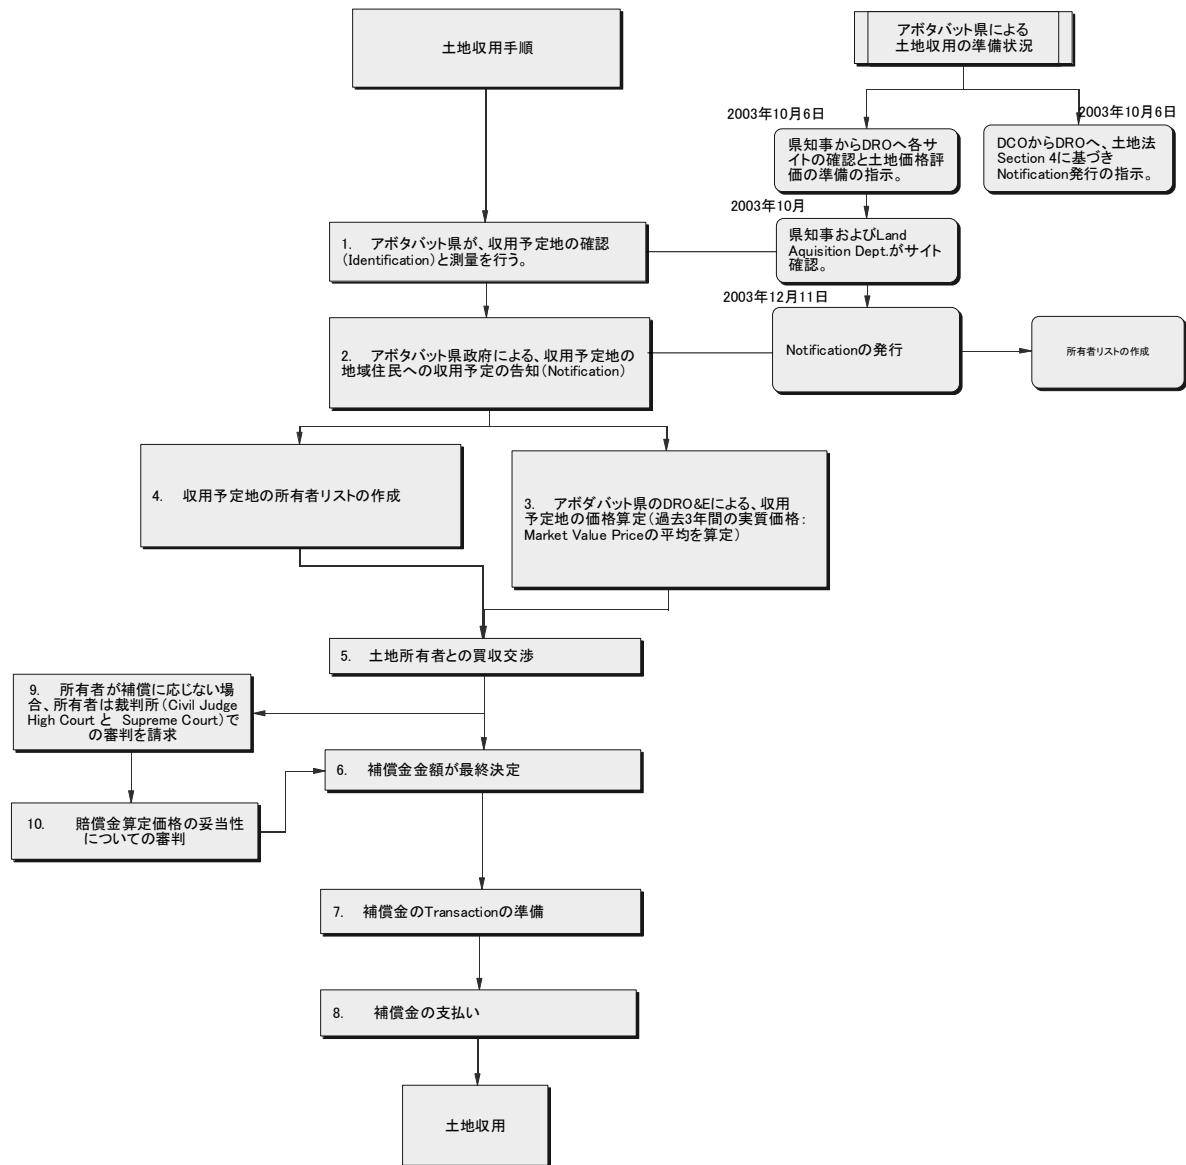 土地収用手順
アボタバット県による
土地収用の準備状況
2003年10月6日
2003年10月6日
県知事からDROへ各サ
イトの確認と土地価格評
価の準備の指示。
DCOからDROへ、土地法
Section 4に基づき
Notification発行の指示。
2003年10月
1. アボタバット県が、収用予定地の確認
(Identification)と測量を行う。
県知事およびLand
Aquisition Dept.がサイト
確認。
2003年12月11日
2. アボタバット県政府による、収用予定地の
地域住民への収用予定の告知(Notification)
Notificationの発行
所有者リストの作成
4. 収用予定地の所有者リストの作成
3. アボダバット県のDRO&Eによる、収用
予定地の価格算定(過去3年間の実質価格:
Market Value Priceの平均を算定)
5. 土地所有者との買収交渉
9. 所有者が補償に応じない場
合、所有者は裁判所(Civil Judge
High Court と Supreme Court)で
の審判を請求
6. 補償金金額が最終決定
10. 賠償金算定価格の妥当性
についての審判
7. 補償金のTransactionの準備
8. 補償金の支払い
土地収用